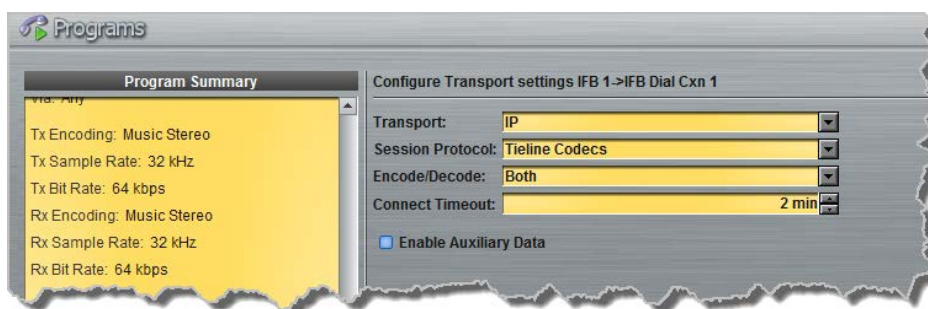 Programs
Program Summary
Via: Any
Tx Encoding: Music Stereo
Tx Sample Rate: 32 kHz
Tx Bit Rate: 64 kbps
Rx Encoding: Music Stereo
Rx Sample Rate: 32 kHz
Rx Bit Rate: 64 kbps
Configure Transport settings IFB 1->IFB Dial Cxn 1
Transport: IP
Session Protocol: Tieline Codecs
Encode/Decode: Both
Connect Timeout: 2 min
Enable Auxiliary Data